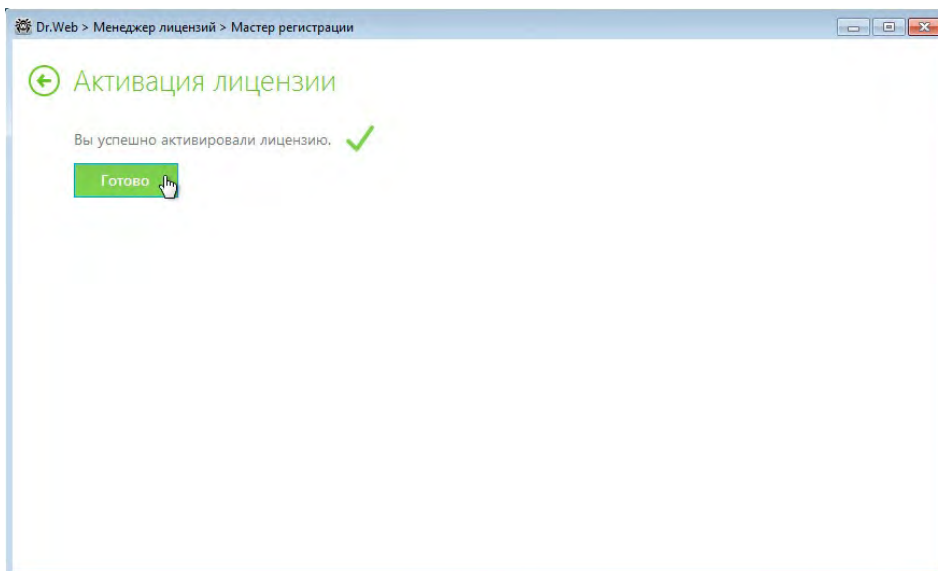 Dr.Web > Менеджер лицензий > Мастер регистрации
Активация лицензии
Вы успешно активировали лицензию.
Готово